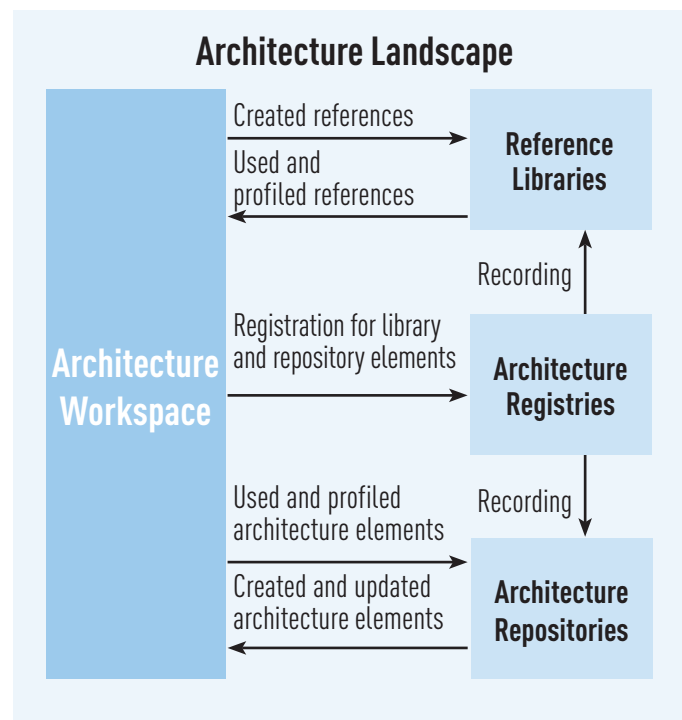 Architecture Landscape
Created references
Reference
Libraries
Used and
profiled references
Recording
Registration for library
and repository elements
Architecture
Workspace
Architecture
Registries
Used and profiled
architecture elements
Recording
Created and updated
architecture elements
Architecture
Repositories